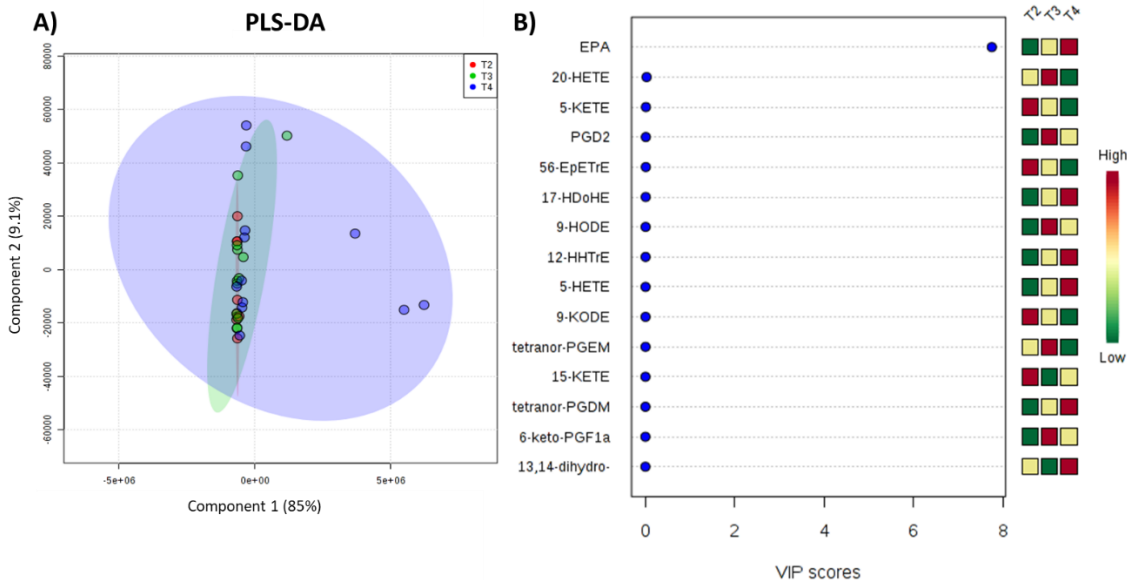 A)
PLS-DA
T2
T3
T4
80000
60000
40000
20000
0
20000
40000
-60000
-5e+06
0e+00
5e+06
Component 2 (9.1%)
Component 1 (85%)
B)
T2 T3 T4
EPA
20-HETE
5-KETE
PGD2
56-EpETrE
17-HDoHE
9-HODE
12-HHTrE
5-HETE
9-KODE
tetranor-PGEM
15-KETE
tetranor-PGDM
6-keto-PGF1a
13,14-dihydro-
0 2 4 6 8
VIP scores
High
Low